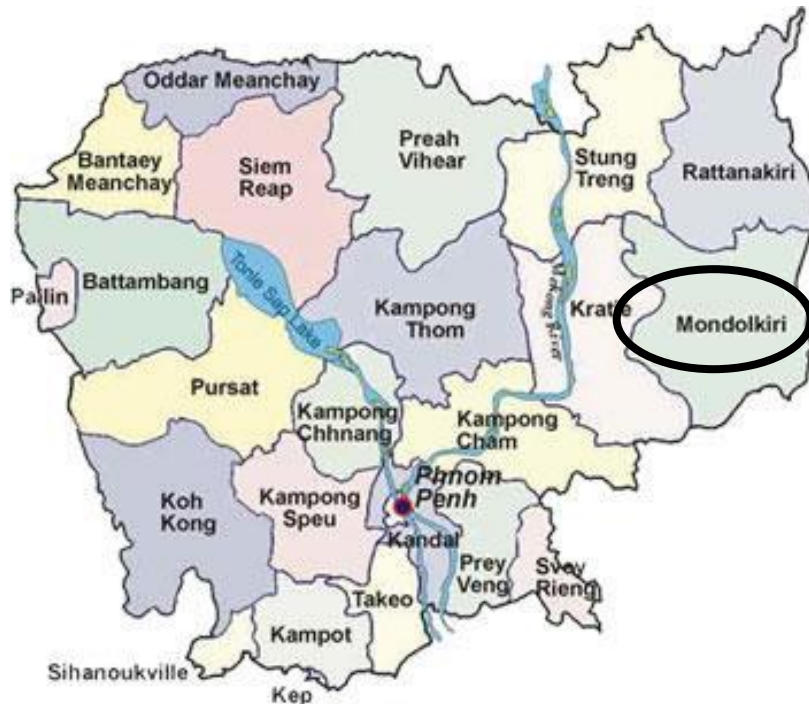 Oddar Meanchay
Preah
Vihear
Stung
Treng
Rattanakiri
Bantaey
Meanchay
Siem
Reap
Battambang
Pailin
Tonle Sap Lake
Kampong
Thom
Mekong River
Kratie
Mondolkiri
Pursat
Kampong
Chhnang
Kampong
Cham
Phnom
Penh
Koh
Kong
Kampong
Speu
Kandal
Prey
Veng
Svey
Rieng
Takeo
Kampot
Sihanoukville
Kep